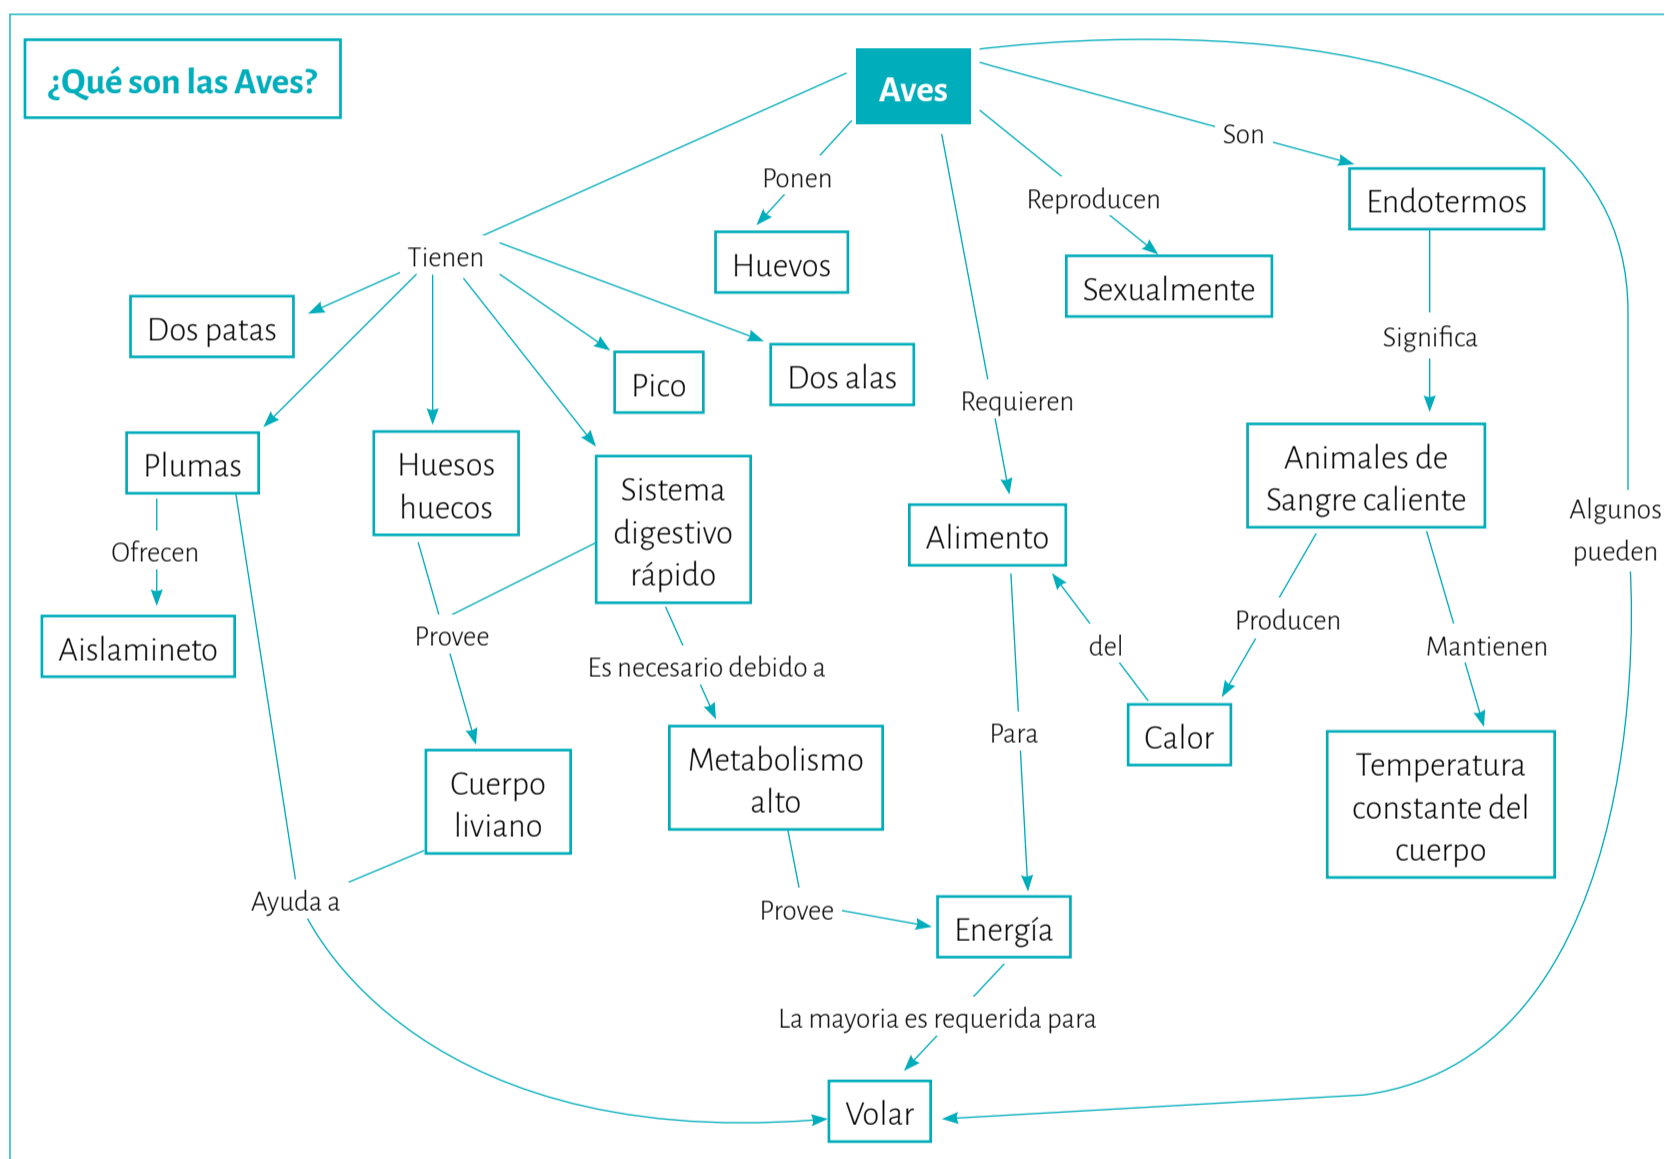 ¿Qué son las Aves?
Aves
Son
Ponen
Reproducen
Endotermos
Tienen
Huevos
Sexualmente
Dos patas
Pico
Dos alas
Significa
Requieren
Plumas
Huesos
huecos
Sistema
digestivo
rápido
Animales de
Sangre caliente
Algunos
pueden
Ofrecen
Alimento
Aislamineto
Provee
Es necesario debido a
del
Producen
Mantienen
Para
Calor
Cuerpo
liviano
Metabolismo
alto
Temperatura
constante del
cuerpo
Ayuda a
Provee
Energía
La mayoria es requerida para
Volar